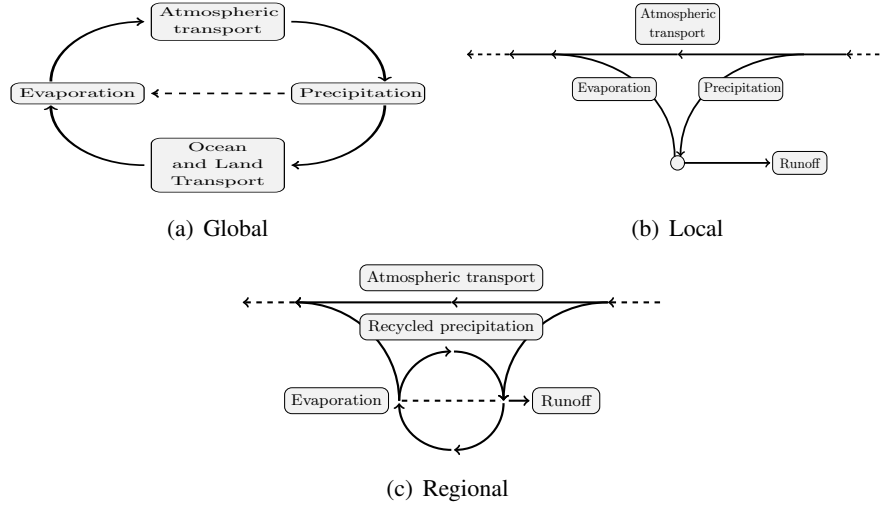 Atmospheric
transport
Evaporation
Precipitation
Ocean
and Land
Transport
(a) Global
Atmospheric
transport
Evaporation
Precipitation
Runoff
(b) Local
Atmospheric transport
Recycled precipitation
Evaporation
Runoff
(c) Regional